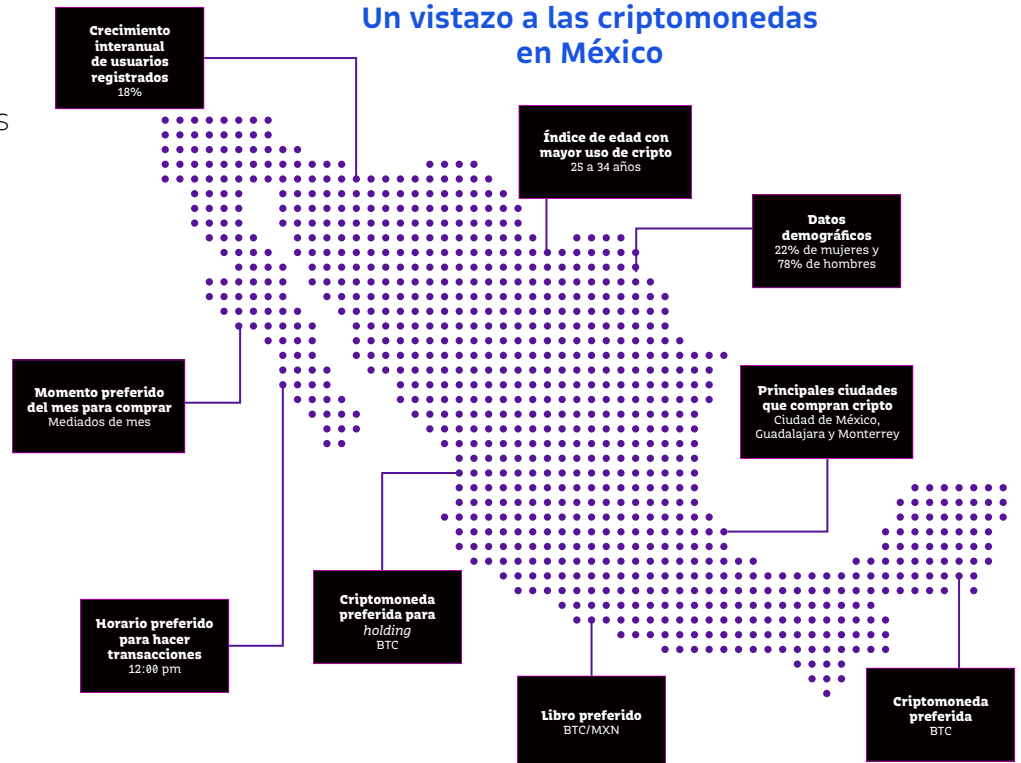 Un vistazo a las criptomonedas
en México
Crecimiento
interanual
de usuarios
registrados
18%
s
Índice de edad con
mayor uso de cripto
25 a 34 años
Datos
demográficos
22% de mujeres y
78% de hombres
Momento preferido
del mes para comprar
Mediados de mes
Principales ciudades
que compran cripto
Ciudad de México,
Guadalajara y Monterrey
Horario preferido
para hacer
transacciones
12:00 pm
Criptomoneda
preferida para
holding
BTC
Libro preferido
BTC/MXN
Criptomoneda
preferida
BTC